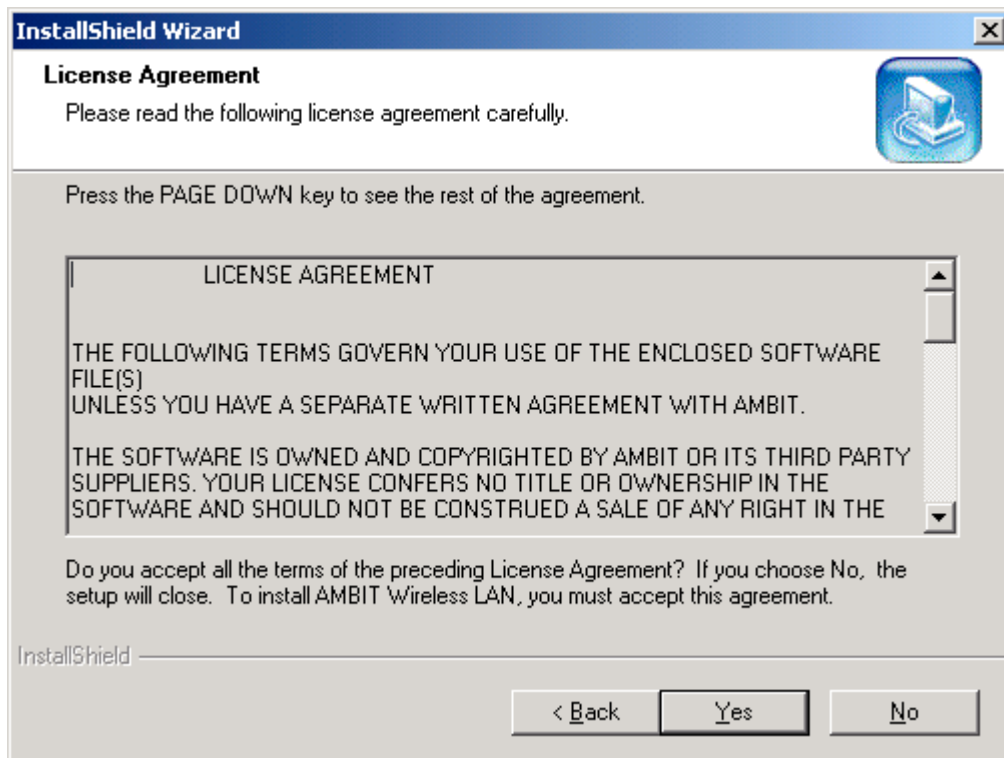 InstallShield Wizard
License Agreement
Please read the following license agreement carefully.
Press the PAGE DOWN key to see the rest of the agreement.
LICENSE AGREEMENT
THE FOLLOWING TERMS GOVERN YOUR USE OF THE ENCLOSED SOFTWARE
FILE(S)
UNLESS YOU HAVE A SEPARATE WRITTEN AGREEMENT WITH AMBIT.
THE SOFTWARE IS OWNED AND COPYRIGHTED BY AMBIT OR ITS THIRD PARTY
SUPPLIERS. YOUR LICENSE CONFERS NO TITLE OR OWNERSHIP IN THE
SOFTWARE AND SHOULD NOT BE CONSTRUED A SALE OF ANY RIGHT IN THE
Do you accept all the terms of the preceding License Agreement? If you choose No, the
setup will close. To install AMBIT Wireless LAN, you must accept this agreement.
InstallShield
< Back Yes No